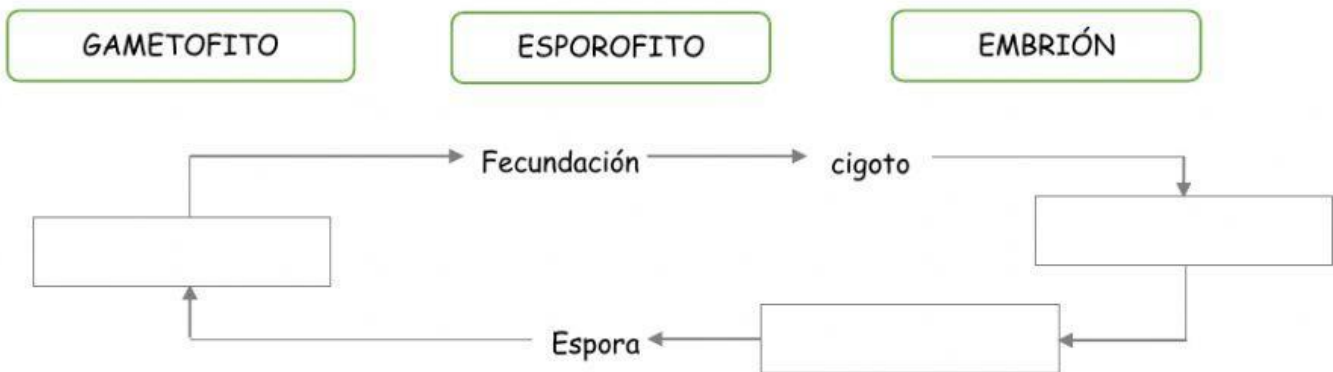 GAMETOFITO
ESPOROFITO
EMBRIÓN
Fecundación
cigoto
Espora